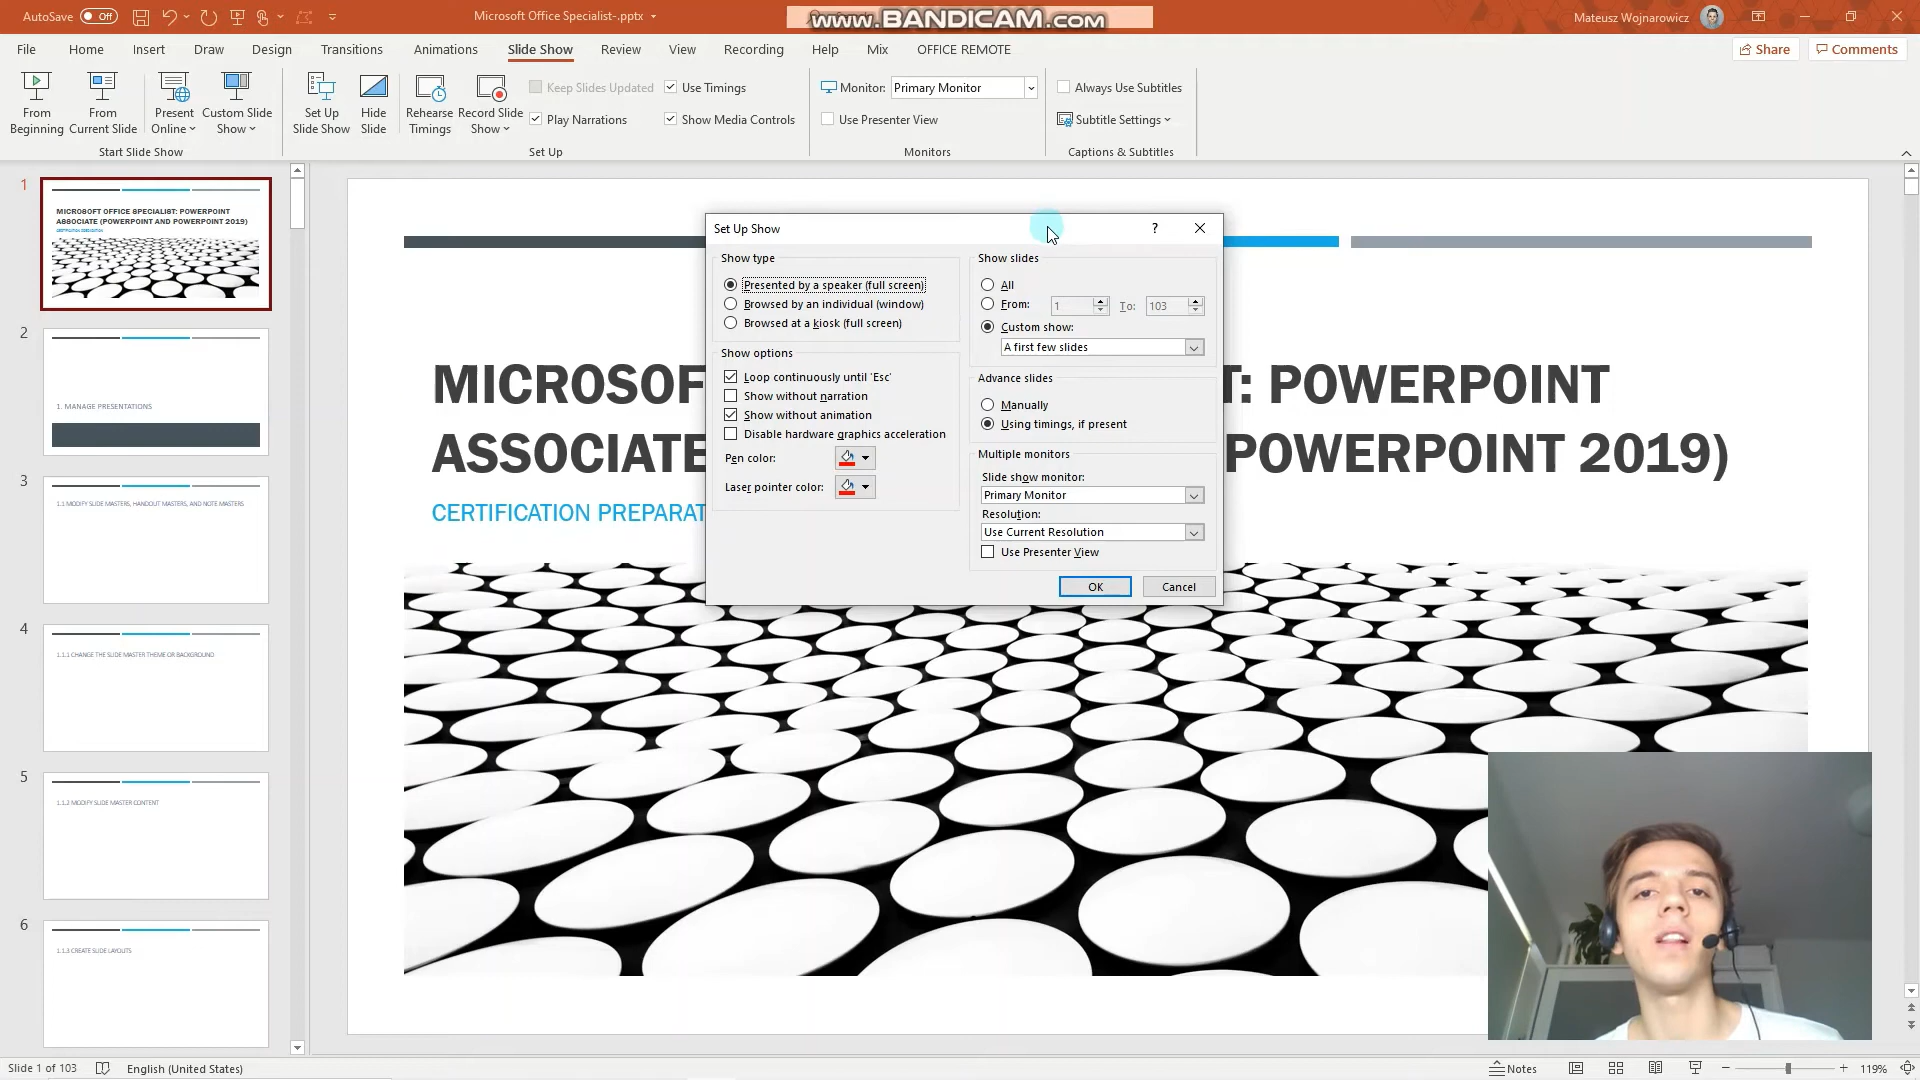 AutoSave Off
Microsoft Office Specialist-.pptx
www.BANDICAM.com
Mateusz Wojnarowicz
File Home Insert Draw Design Transitions Animations Slide Show Review View Recording Help Mix OFFICE REMOTE
Share Comments
From Beginning
From Current Slide
Present Online
Custom Slide Show
Start Slide Show
Set Up Slide Show
Hide Slide
Rehearse Timings
Record Slide Show
Keep Slides Updated
Play Narrations
Use Timings
Show Media Controls
Set Up
Monitor: Primary Monitor
Use Presenter View
Monitors
Always Use Subtitles
Subtitle Settings
Captions & Subtitles
1
MICROSOFT OFFICE SPECIALIST: POWERPOINT
ASSOCIATE (POWERPOINT AND POWERPOINT 2019)
2
1. MANAGE PRESENTATIONS
3
1.1 MODIFY SLIDE MASTERS, HANDOUT MASTERS, AND NOTE MASTERS
4
1.1.1 CHANGE THE SLIDE MASTER THEME OR BACKGROUND
5
1.1.2 MODIFY SLIDE MASTER CONTENT
6
1.1.3 CREATE SLIDE LAYOUTS
MICROSOF T: POWERPOINT
ASSOCIATE POWERPOINT 2019)
CERTIFICATION PREPARAT
Set Up Show ?
Show type
Presented by a speaker (full screen)
Browsed by an individual (window)
Browsed at a kiosk (full screen)
Show options
Loop continuously until 'Esc'
Show without narration
Show without animation
Disable hardware graphics acceleration
Pen color:
Laser pointer color:
Show slides
All
From: 1 To: 103
Custom show:
A first few slides
Advance slides
Manually
Using timings, if present
Multiple monitors
Slide show monitor:
Primary Monitor
Resolution:
Use Current Resolution
Use Presenter View
OK Cancel
Slide 1 of 103 English (United States) Notes 119%